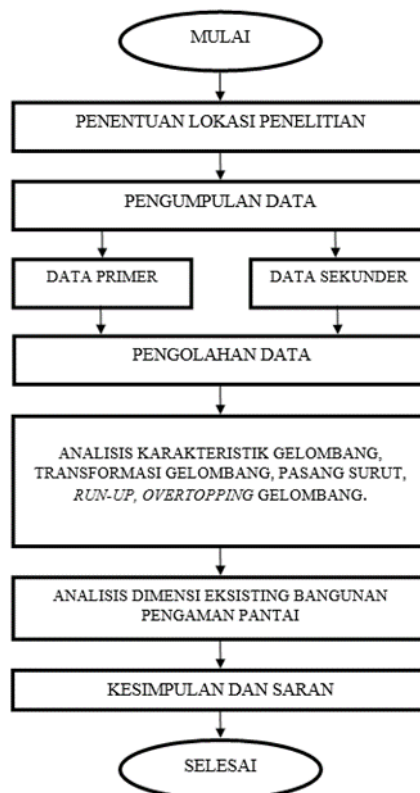 MULAI
PENENTUAN LOKASI PENELITIAN
PENGUMPULAN DATA
DATA PRIMER
DATA SEKUNDER
PENGOLAHAN DATA
ANALISIS KARAKTERISTIK GELOMBANG,
TRANSFORMASI GELOMBANG, PASANG SURUT,
RUN-UP, OVERTOPPING GELOMBANG.
ANALISIS DIMENSI EKSISTING BANGUNAN
PENGAMAN PANTAI
KESIMPULAN DAN SARAN
SELESAI